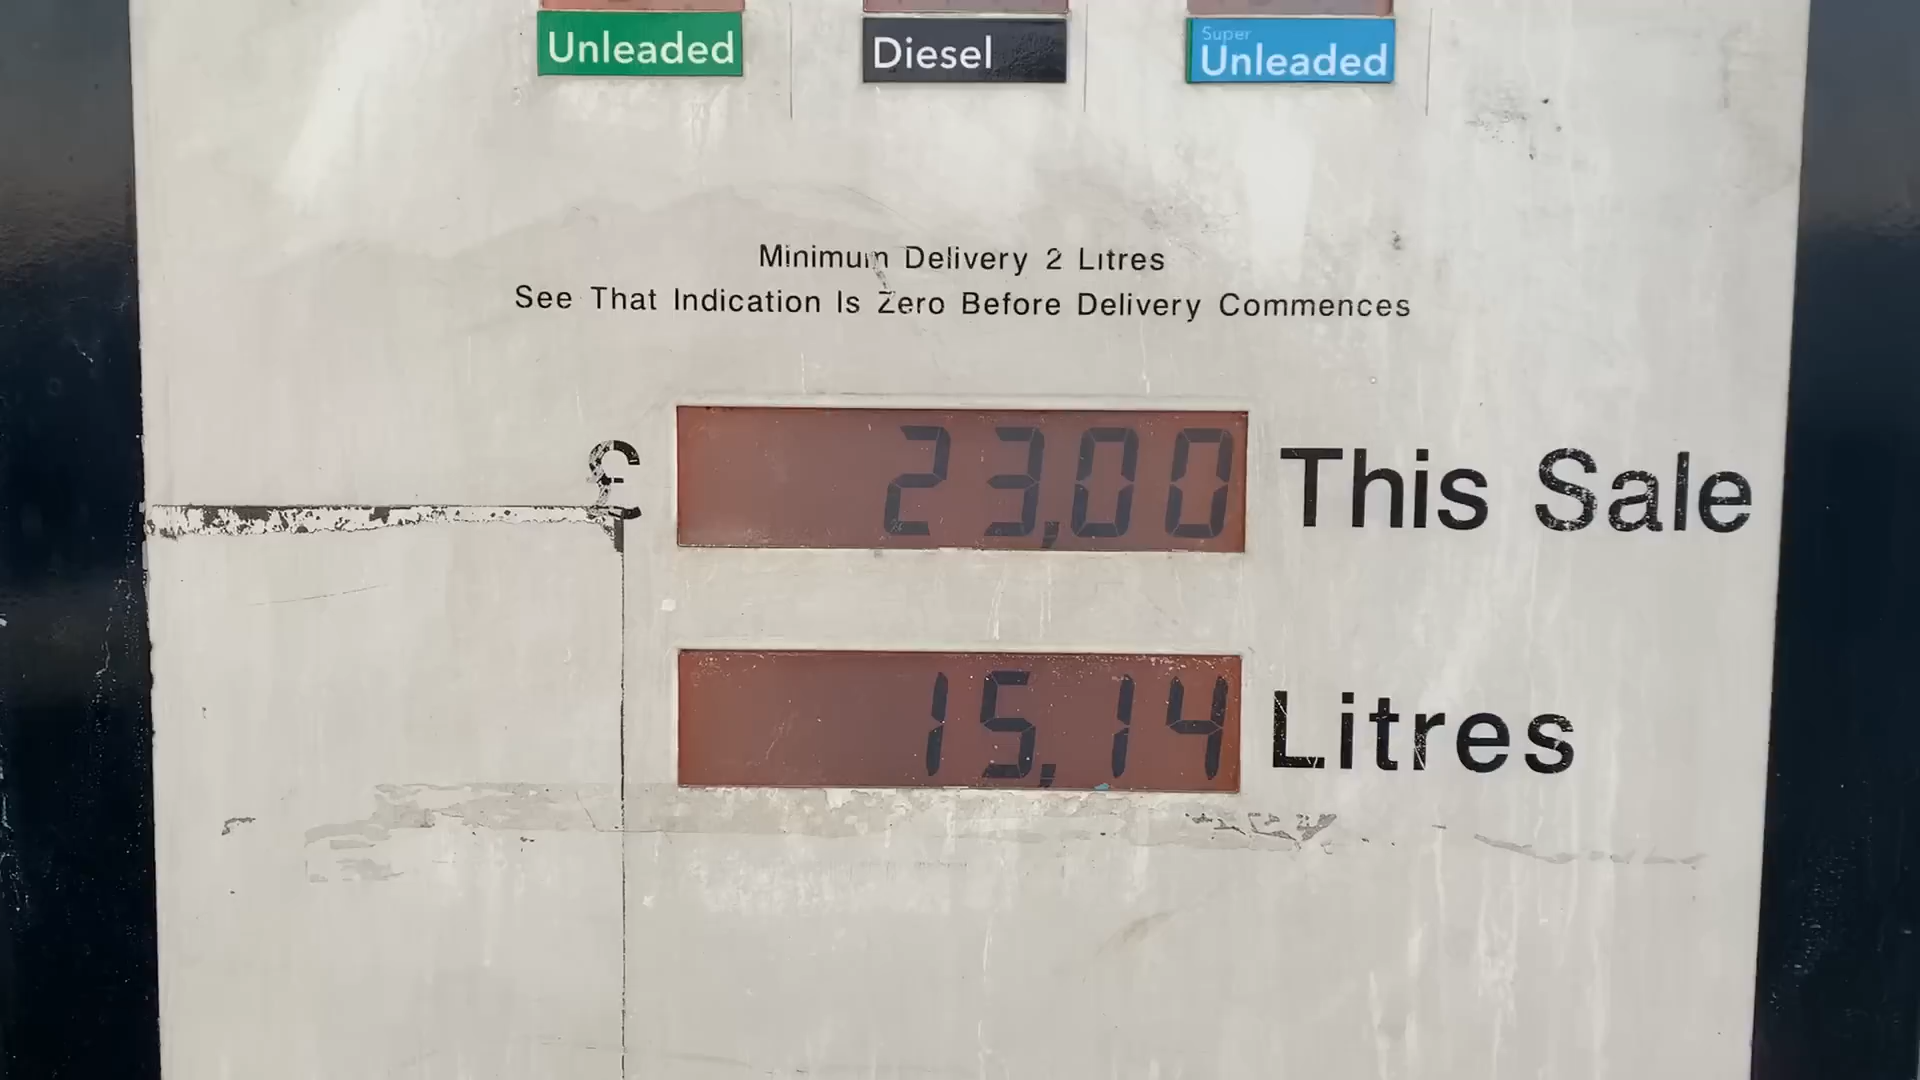 Unleaded
Diesel
Super
Unleaded
Minimum Delivery 2 Litres
See That Indication Is Zero Before Delivery Commences
£ 23,00 This Sale
15,14 Litres